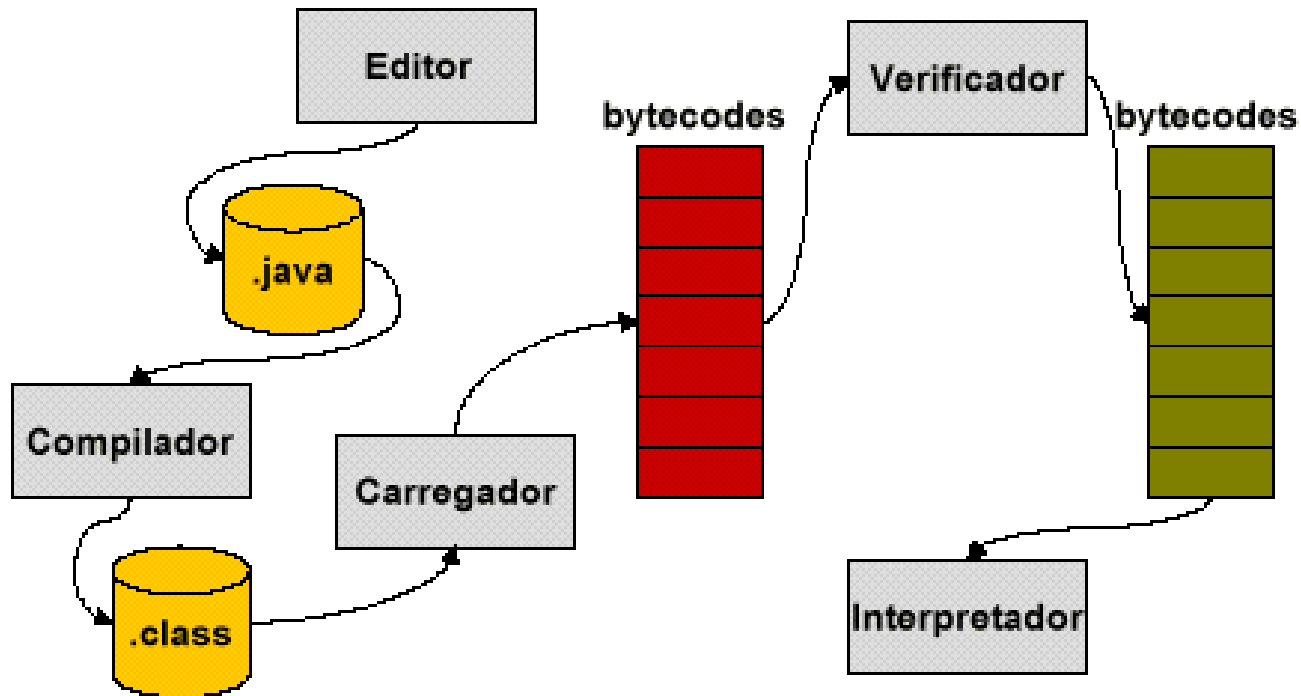 Editor
.java
Compilador
.class
Carregador
bytecodes
Verificador
bytecodes
Interpretador